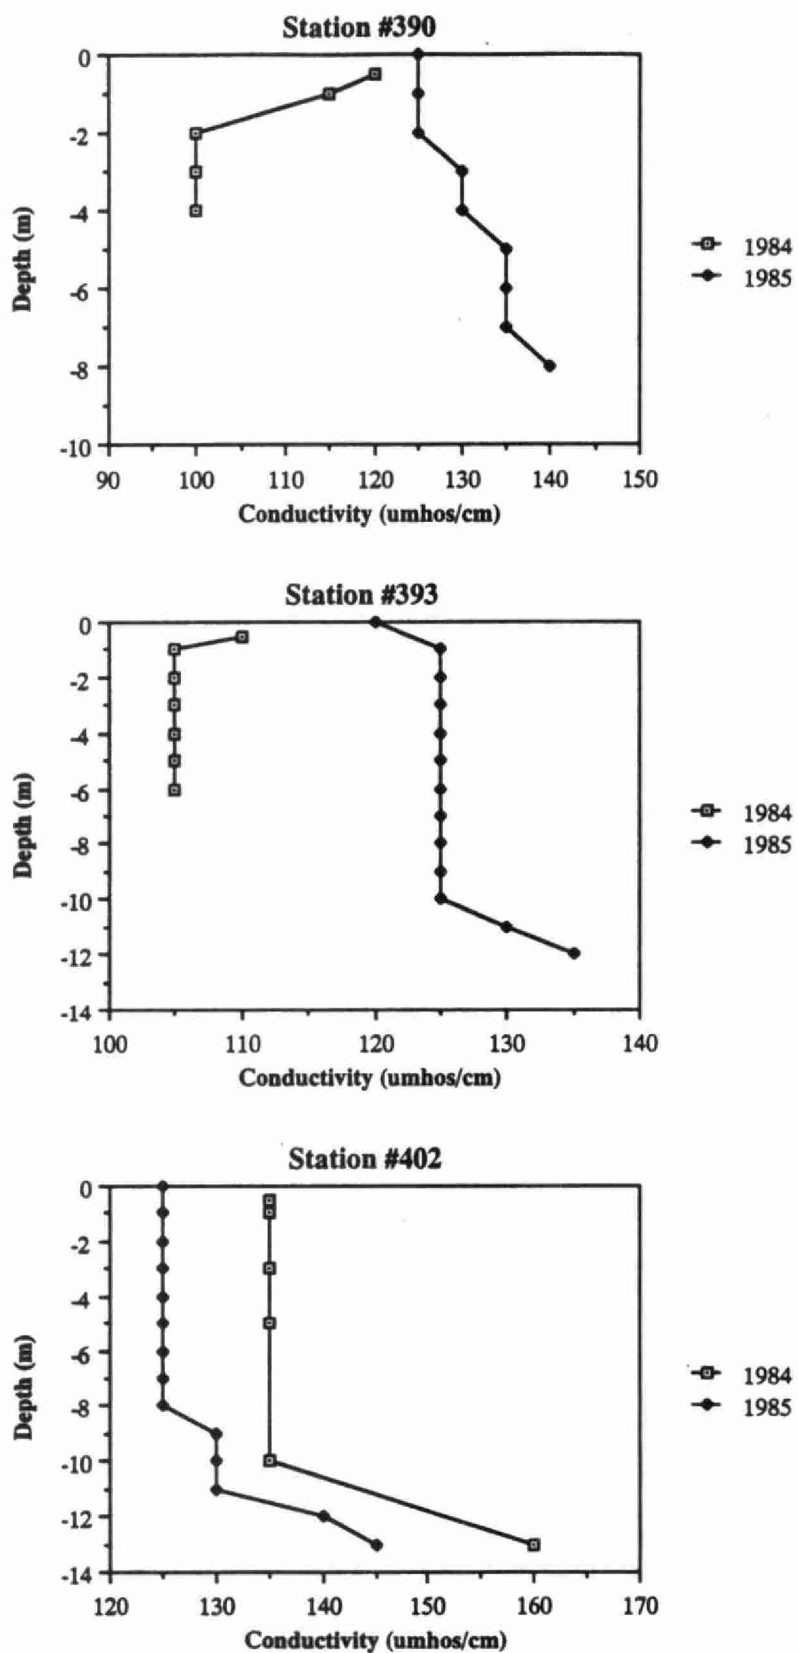 Station #390
0
-2
-4
-6
-8
-10
Depth (m)
90 100 110 120 130 140 150
Conductivity (umhos/cm)
1984
1985
Station #393
0
-2
-4
-6
-8
-10
-12
-14
Depth (m)
100 110 120 130 140
Conductivity (umhos/cm)
1984
1985
Station #402
0
-2
-4
-6
-8
-10
-12
-14
Depth (m)
120 130 140 150 160 170
Conductivity (umhos/cm)
1984
1985